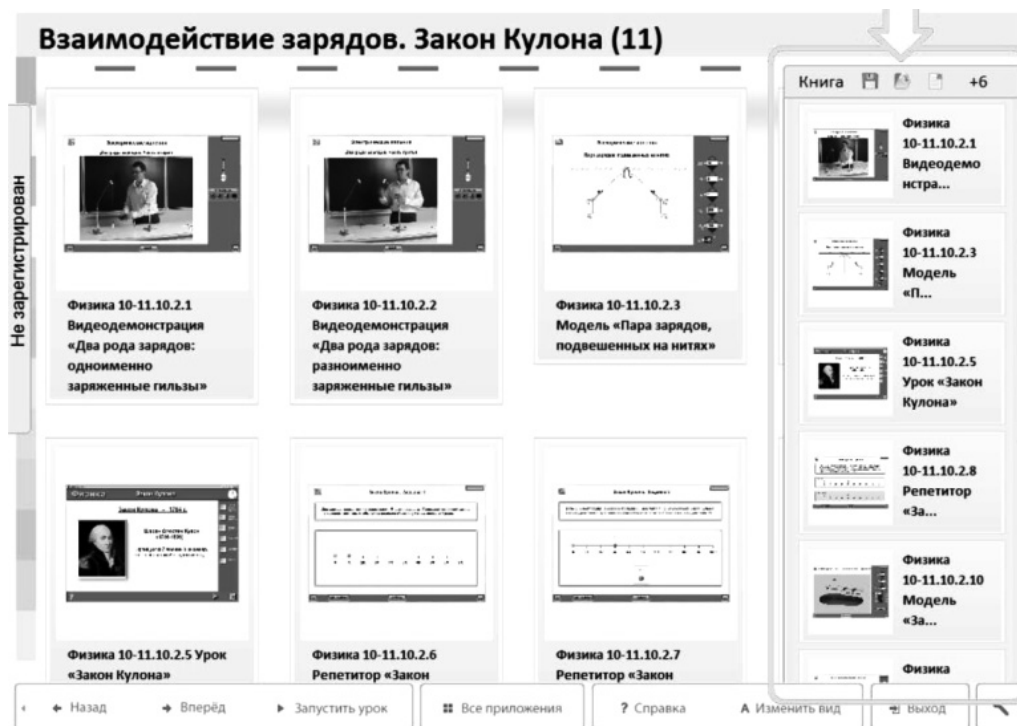 Взаимодействие зарядов. Закон Кулона (11)
Не зарегистрирован
Физика 10-11.10.2.1
Видеодемонстрация
«Два рода зарядов:
одноименно
заряженные гильзы»
Физика 10-11.10.2.2
Видеодемонстрация
«Два рода зарядов:
разноименно
заряженные гильзы»
Физика 10-11.10.2.3
Модель «Пара зарядов,
подвешенных на нитях»
Физика 10-11.10.2.5 Урок
«Закон Кулона»
Физика 10-11.10.2.6
Репетитор «Закон
Физика 10-11.10.2.7
Репетитор «Закон
Книга +6
Физика
10-11.10.2.1
Видеодемо
нстра...
Физика
10-11.10.2.3
Модель
«П...
Физика
10-11.10.2.5
Урок «Закон
Кулона»
Физика
10-11.10.2.8
Репетитор
«За...
Физика
10-11.10.2.10
Модель
«За...
Физика
Назад
Вперёд
Запустить урок
Все приложения
? Справка
А Изменить вид
Выход